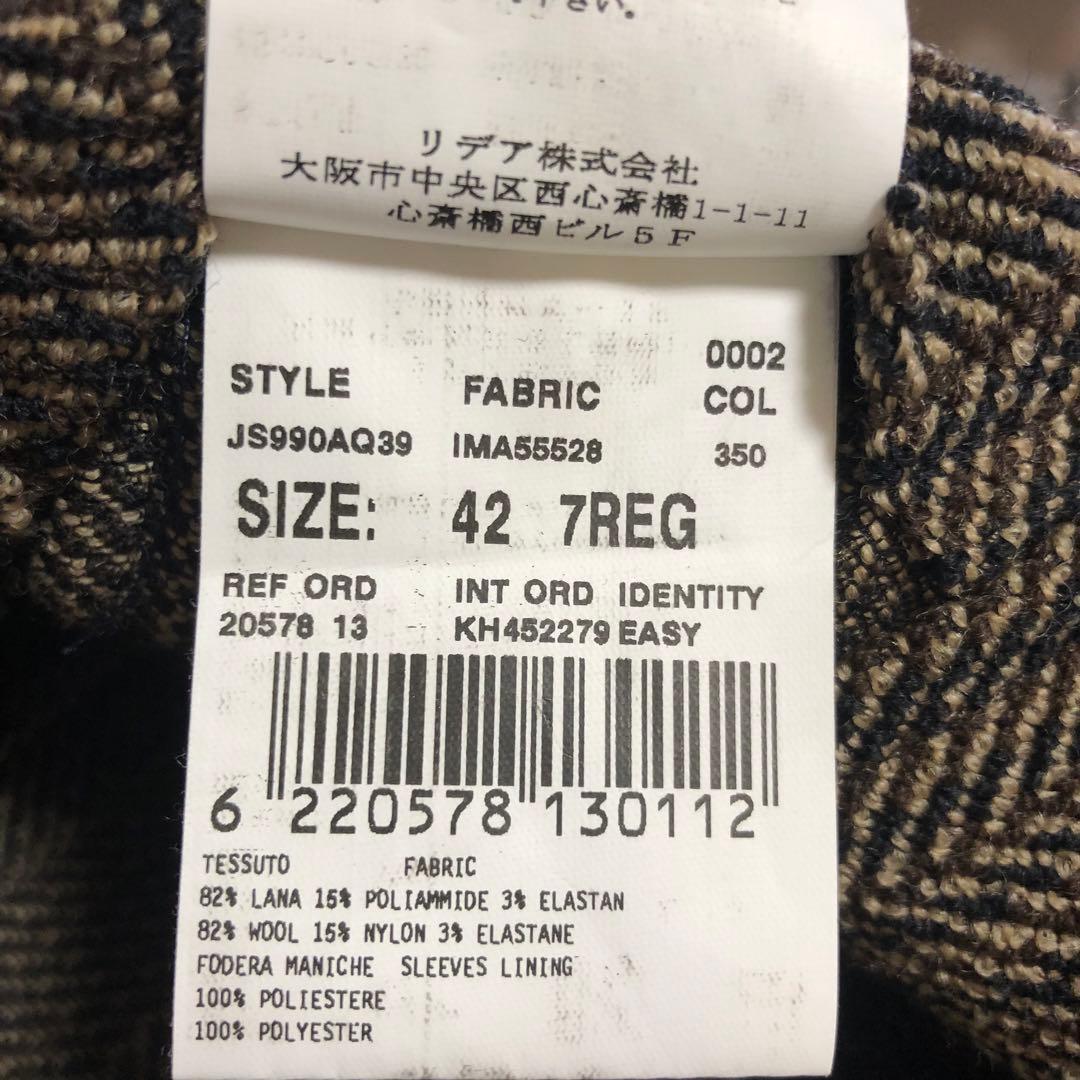 下さい。
リデア株式会社
大阪市中央区西心斎橋1-1-11
心斎橋西ビル5F
0002
STYLE FABRIC COL
JS990AQ39 IMA55528 350
SIZE: 42 7REG
REF ORD INT ORD IDENTITY
20578 13 KH452279 EASY
6 220578 130112
TESSUTO FABRIC
82% LANA 15% POLIAMMIDE 3% ELASTAN
82% WOOL 15% NYLON 3% ELASTANE
FODERA MANICHE SLEEVES LINING
100% POLIESTERE
100% POLYESTER